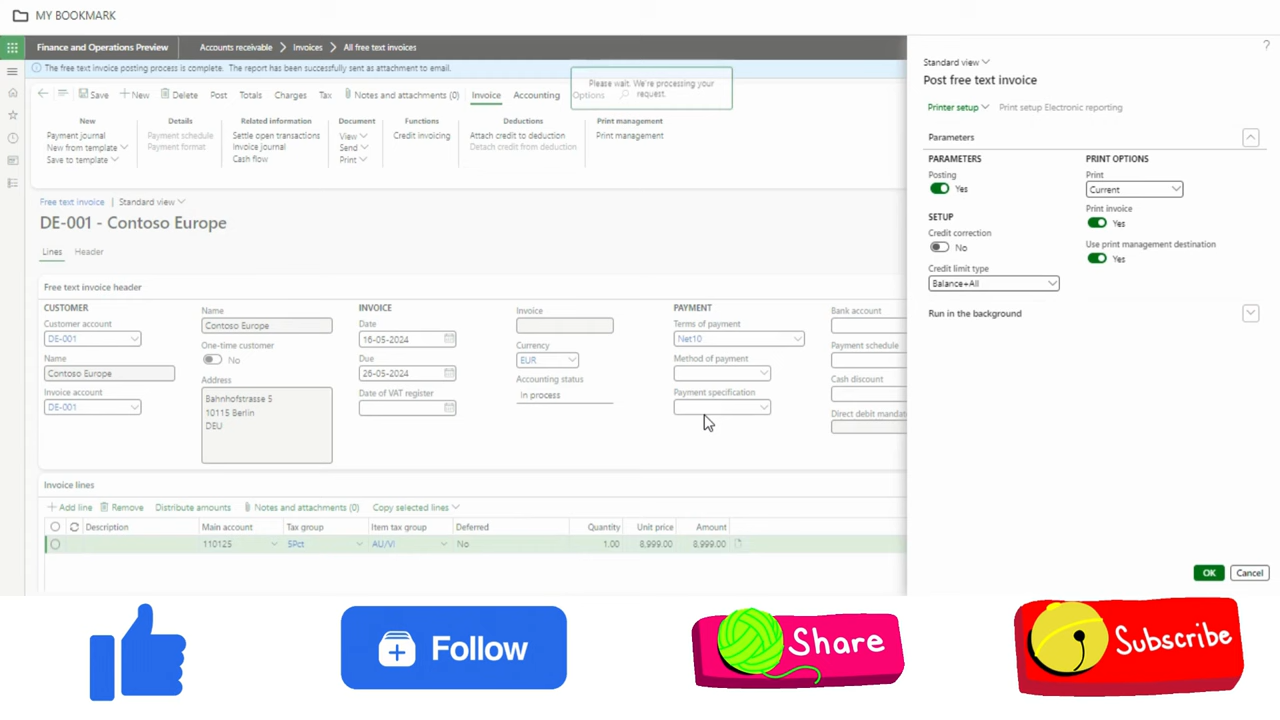 MY BOOKMARK
Finance and Operations Preview
Accounts receivable > Invoices > All free text invoices
?
The free text invoice posting process is complete. The report has been successfully sent as attachment to email.
Please wait. We're processing your
request.
Save + New Delete Post Totals Charges Tax Notes and attachments (0) Invoice Accounting Options
New
Payment journal
New from template
Save to template
Details
Payment schedule
Payment format
Related information
Settle open transactions
Invoice journal
Cash flow
Document
View
Send
Print
Functions
Credit invoicing
Deductions
Attach credit to deduction
Detach credit from deduction
Print management
Print management
Free text invoice | Standard view
DE-001 - Contoso Europe
Lines Header
Free text invoice header
CUSTOMER
Customer account
DE-001
Name
Contoso Europe
Invoice account
DE-001
Name
Contoso Europe
One-time customer
No
Address
Bahnhofstrasse 5
10115 Berlin
DEU
INVOICE
Date
16-05-2024
Due
26-05-2024
Date of VAT register
Invoice
Currency
EUR
Accounting status
In process
PAYMENT
Terms of payment
Net10
Method of payment
Payment specification
Bank account
Payment schedule
Cash discount
Direct debit mandat
Invoice lines
+ Add line Remove Distribute amounts Notes and attachments (0) Copy selected lines
Description Main account Tax group Item tax group Deferred Quantity Unit price Amount
110125 SPct AU/VI No 1.00 8,999.00 8,999.00
Standard view
Post free text invoice
Printer setup Print setup Electronic reporting
Parameters
PARAMETERS
Posting
Yes
SETUP
Credit correction
No
Credit limit type
Balance+All
PRINT OPTIONS
Print
Current
Print invoice
Yes
Use print management destination
Yes
Run in the background
OK Cancel
Follow
Share
Subscribe